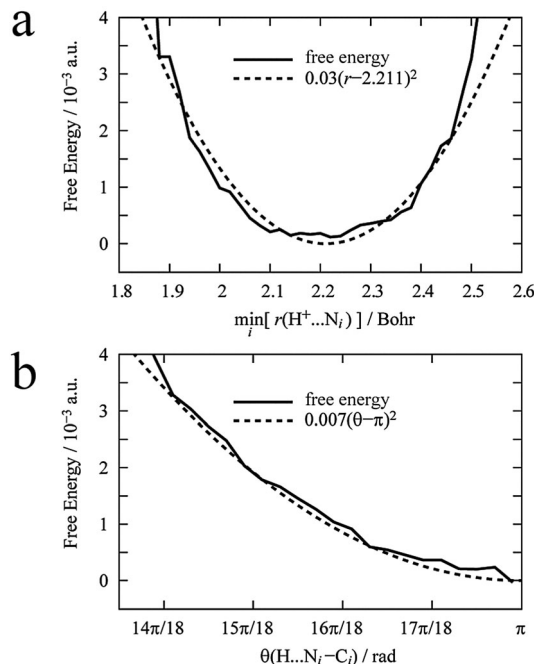 a
Free Energy / 10⁻³ a.u.
4
3
2
1
0
free energy
0.03(r−2.211)²
1.8 1.9 2 2.1 2.2 2.3 2.4 2.5 2.6
min[ r(H⁺...Nᵢ) ] / Bohr
i
b
Free Energy / 10⁻³ a.u.
4
3
2
1
0
free energy
0.007(θ−π)²
14π/18 15π/18 16π/18 17π/18 π
θ(H...Nᵢ−Cᵢ) / rad